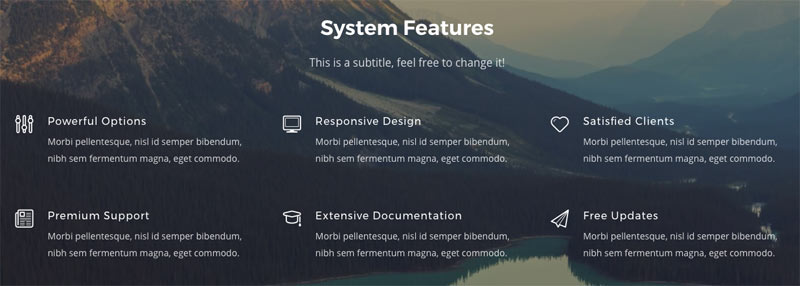 System Features
This is a subtitle, feel free to change it!
Powerful Options
Morbi pellentesque, nisl id semper bibendum,
nibh sem fermentum magna, eget commodo.
Responsive Design
Morbi pellentesque, nisl id semper bibendum,
nibh sem fermentum magna, eget commodo.
Satisfied Clients
Morbi pellentesque, nisl id semper bibendum,
nibh sem fermentum magna, eget commodo.
Premium Support
Morbi pellentesque, nisl id semper bibendum,
nibh sem fermentum magna, eget commodo.
Extensive Documentation
Morbi pellentesque, nisl id semper bibendum,
nibh sem fermentum magna, eget commodo.
Free Updates
Morbi pellentesque, nisl id semper bibendum,
nibh sem fermentum magna, eget commodo.